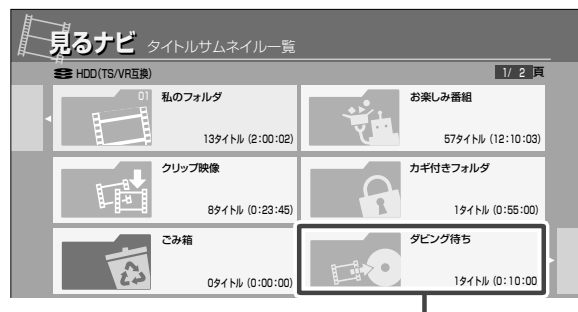 見るナビ タイトルサムネイル一覧
HDD(TS/VR互換) 1/ 2 頁
01 私のフォルダ
13タイトル (2:00:02)
お楽しみ番組
57タイトル (12:10:03)
クリップ映像
8タイトル (0:23:45)
カギ付きフォルダ
1タイトル (0:55:00)
ごみ箱
0タイトル (0:00:00)
ダビング待ち
1タイトル (0:10:00